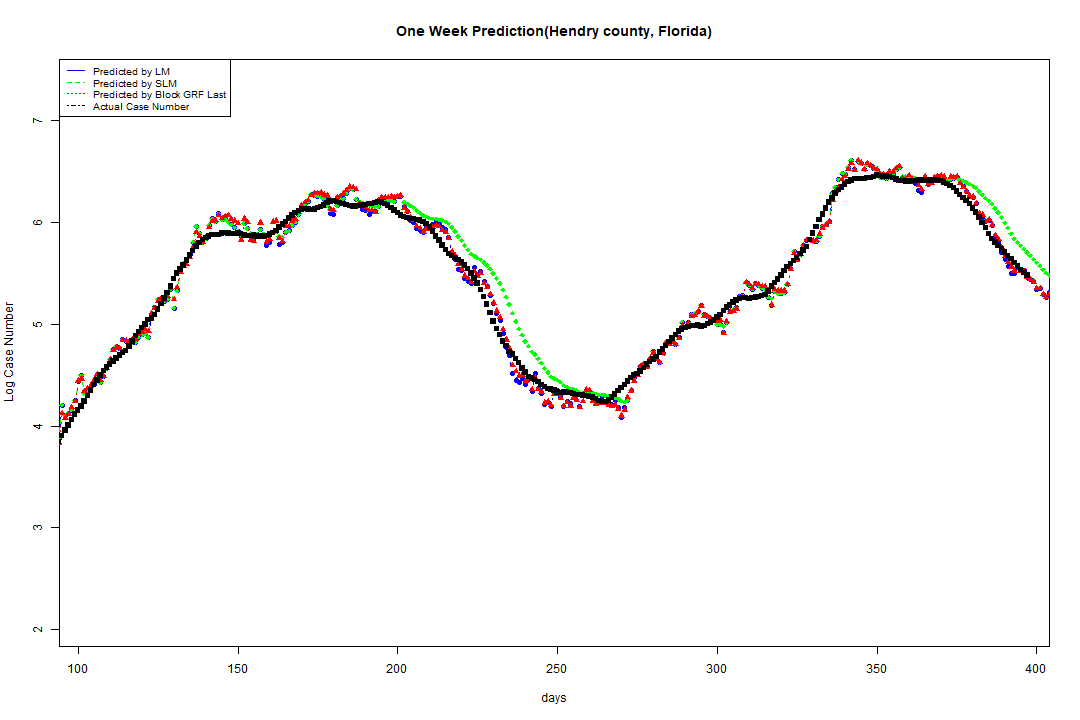 One Week Prediction(Hendry county, Florida)
Predicted by LM
Predicted by SLM
Predicted by Block GRF Last
Actual Case Number
7
6
5
4
3
2
Log Case Number
100 150 200 250 300 350 400
days